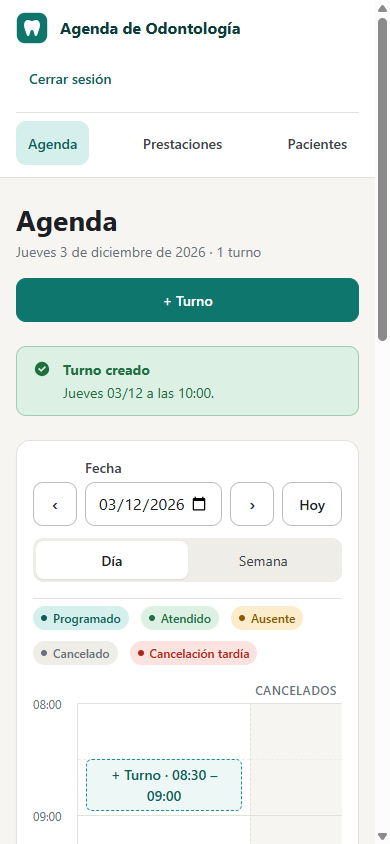 Agenda de Odontología
Cerrar sesión
Agenda Prestaciones Pacientes
Agenda
Jueves 3 de diciembre de 2026 · 1 turno
+ Turno
Turno creado
Jueves 03/12 a las 10:00.
Fecha
‹ 03/12/2026 › Hoy
Día Semana
Programado Atendido Ausente
Cancelado Cancelación tardía
CANCELADOS
08:00
+ Turno · 08:30 –
09:00
09:00